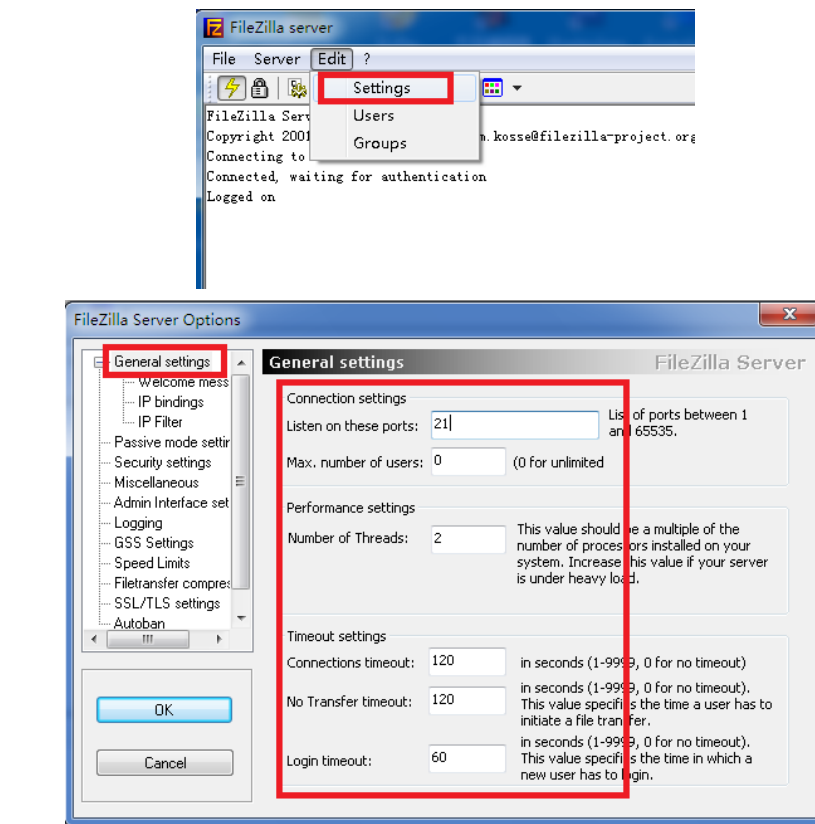 FileZilla server
File Server Edit ?
Settings
Users
Groups
FileZilla Serv
Copyright 2001 m.kosse@filezilla-project.org
Connecting to
Connected, waiting for authentication
Logged on
FileZilla Server Options
General settings
Welcome mess
IP bindings
IP Filter
Passive mode settir
Security settings
Miscellaneous
Admin Interface set
Logging
GSS Settings
Speed Limits
Filetransfer compres
SSL/TLS settings
Autoban
OK
Cancel
General settings
FileZilla Server
Connection settings
Listen on these ports: 21
List of ports between 1
and 65535.
Max. number of users: 0 (0 for unlimited
Performance settings
Number of Threads: 2
This value should be a multiple of the
number of processors installed on your
system. Increase this value if your server
is under heavy load.
Timeout settings
Connections timeout: 120 in seconds (1-9999, 0 for no timeout)
No Transfer timeout: 120
in seconds (1-9999, 0 for no timeout).
This value specifies the time a user has to
initiate a file transfer.
Login timeout: 60
in seconds (1-9999, 0 for no timeout).
This value specifies the time in which a
new user has to login.